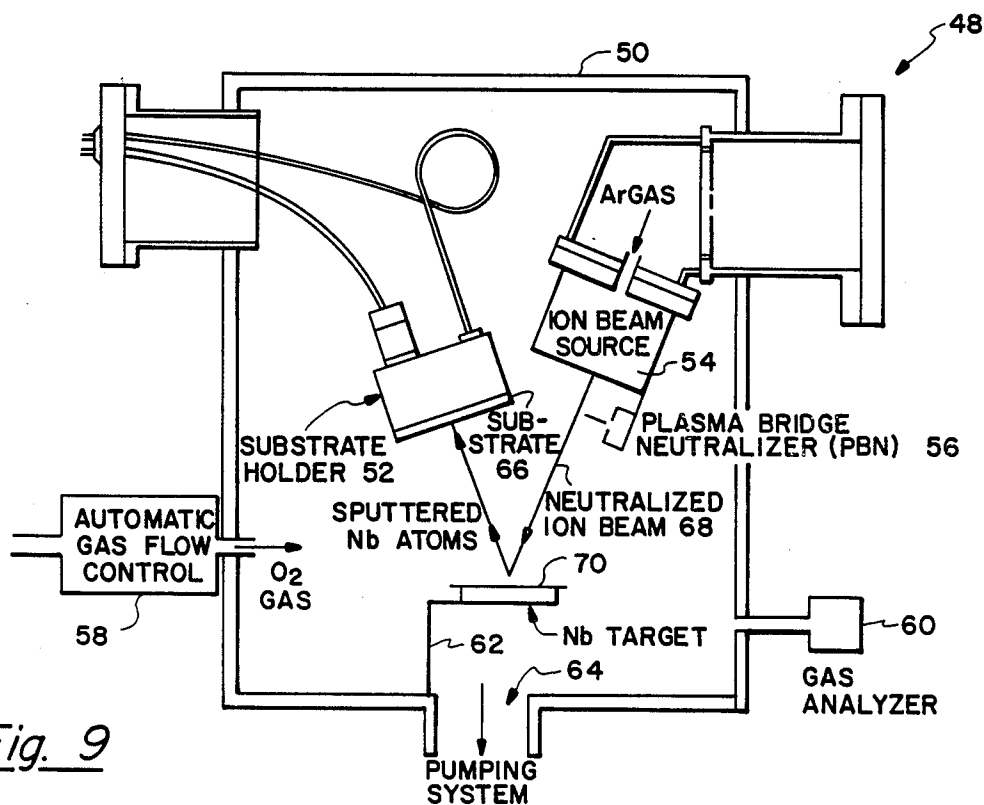 50
48
ArGAS
ION BEAM
SOURCE
54
SUBSTRATE
HOLDER 52
SUB-
STRATE
66
PLASMA BRIDGE
NEUTRALIZER (PBN) 56
SPUTTERED
Nb ATOMS
NEUTRALIZED
ION BEAM 68
AUTOMATIC
GAS FLOW
CONTROL
58
O2
GAS
70
Nb TARGET
62
64
60
GAS
ANALYZER
PUMPING
SYSTEM
Fig. 9